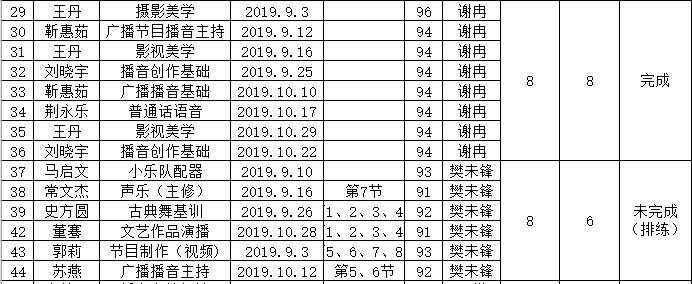 29 王丹 摄影美学 2019.9.3 96 谢冉
30 靳惠茹 广播节目播音主持 2019.9.12 94 谢冉
31 王丹 影视美学 2019.9.16 94 谢冉
32 刘晓宇 播音创作基础 2019.9.25 94 谢冉
8 8 完成
33 靳惠茹 广播播音基础 2019.10.10 94 谢冉
34 荆永乐 普通话语音 2019.10.17 94 谢冉
35 王丹 影视美学 2019.10.29 94 谢冉
36 刘晓宇 播音创作基础 2019.10.22 94 谢冉
37 马启文 小乐队配器 2019.9.10 93 樊未锋
38 常文杰 声乐（主修） 2019.9.16 第7节 91 樊未锋
39 史方圆 古典舞基训 2019.9.26 1、2、3、4 92 樊未锋
8 6 未完成
（排练）
42 董骞 文艺作品演播 2019.10.28 1、2、3、4 91 樊未锋
43 郭莉 节目制作（视频） 2019.9.3 5、6、7、8 93 樊未锋
44 苏燕 广播播音主持 2019.10.12 第5、6节 92 樊未锋